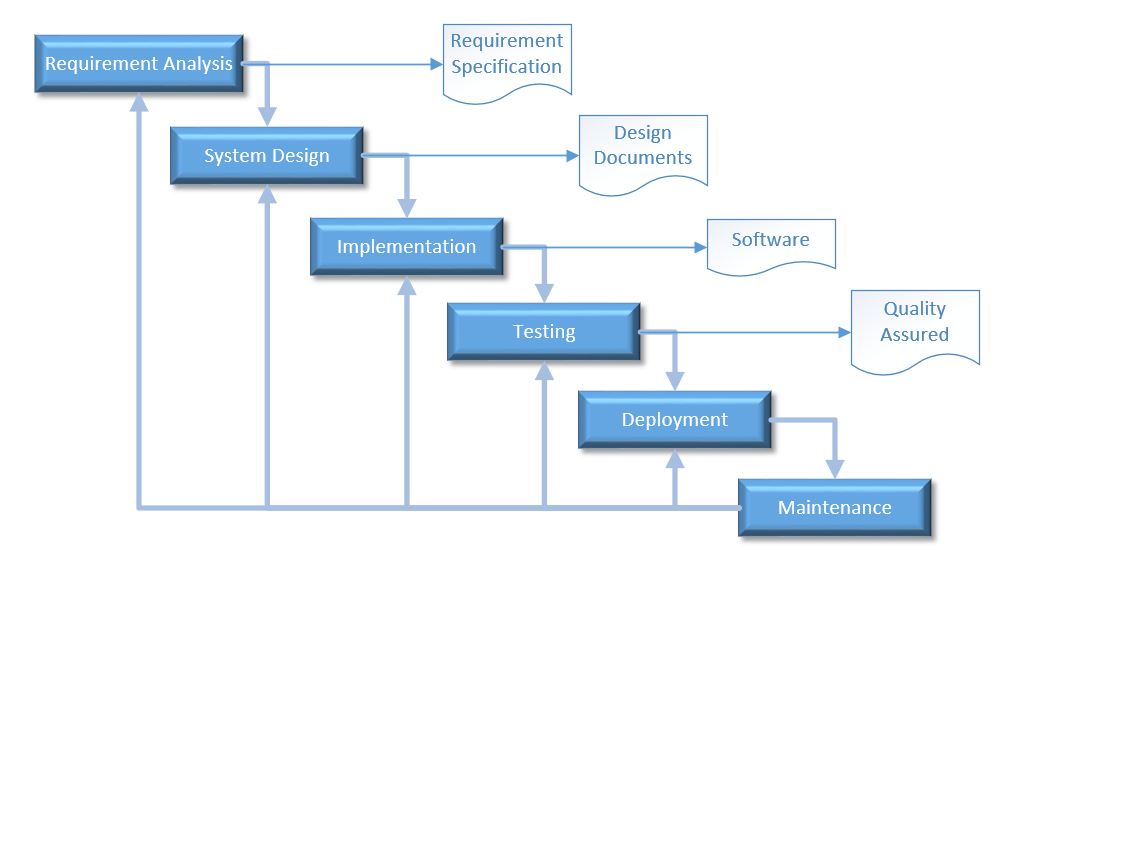 Requirement Analysis
Requirement
Specification
System Design
Design
Documents
Implementation
Software
Testing
Quality
Assured
Deployment
Maintenance